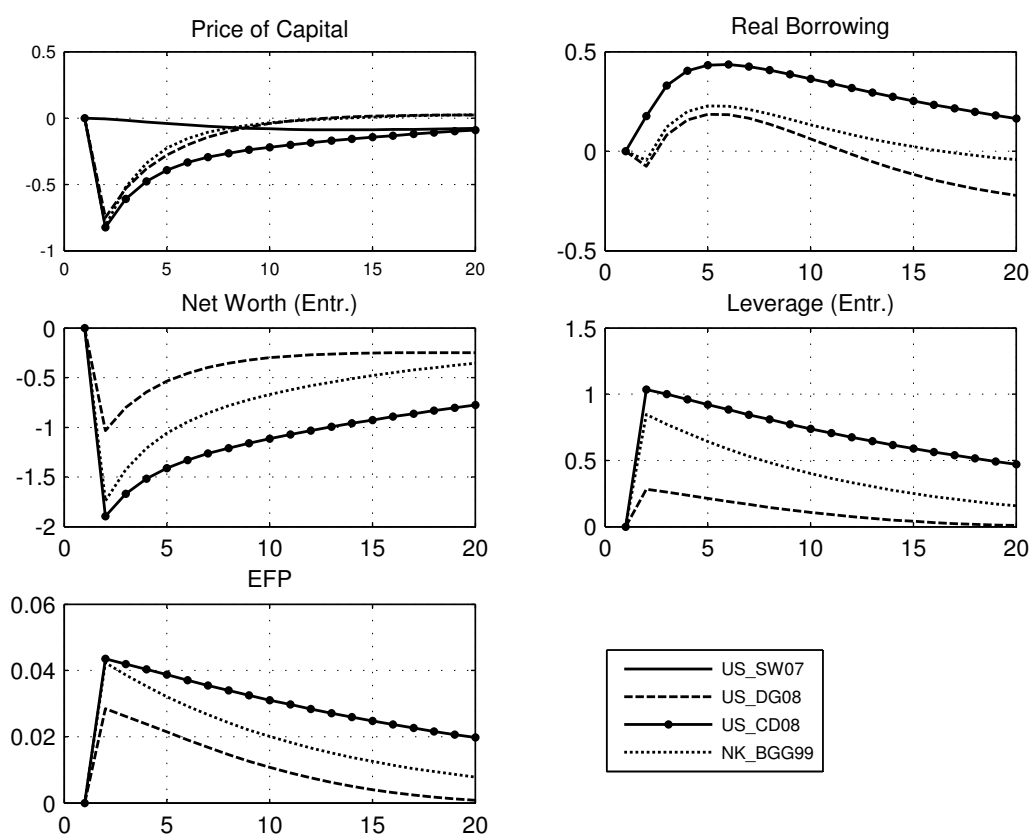 Price of Capital
0.5
0
-0.5
-1
0 5 10 15 20
Real Borrowing
0.5
0
-0.5
0 5 10 15 20
Net Worth (Entr.)
0
-0.5
-1
-1.5
-2
0 5 10 15 20
Leverage (Entr.)
1.5
1
0.5
0
0 5 10 15 20
EFP
0.06
0.04
0.02
0
0 5 10 15 20
US_SW07
US_DG08
US_CD08
NK_BGG99